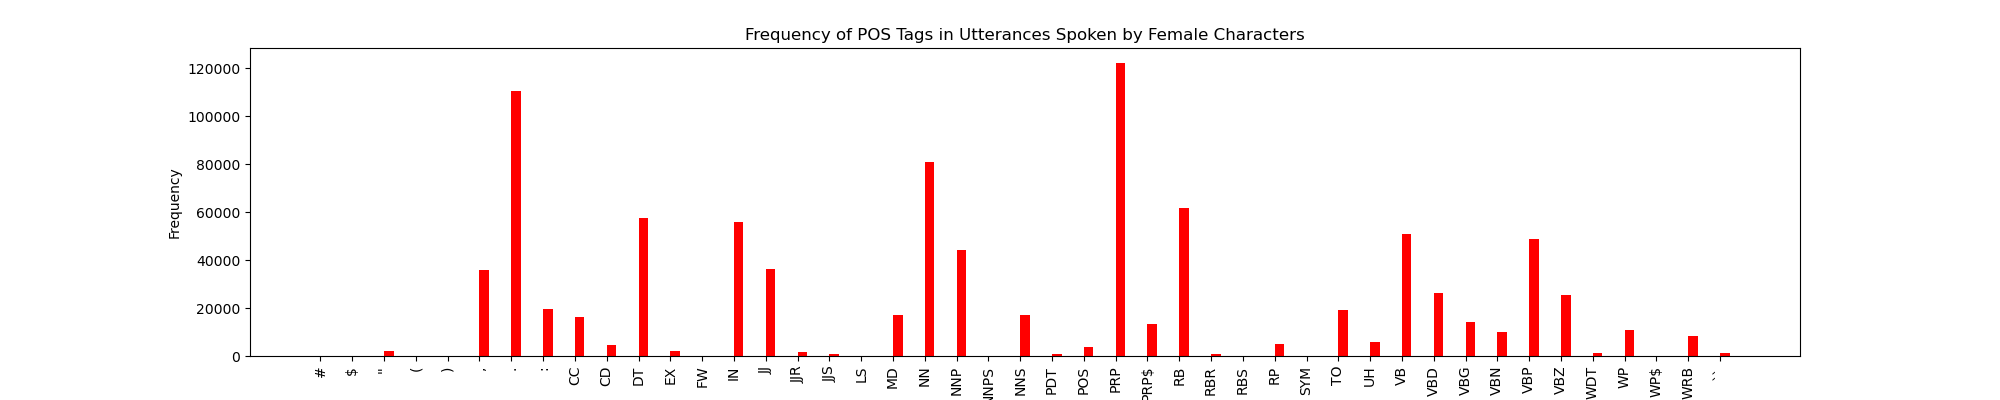 Frequency of POS Tags in Utterances Spoken by Female Characters
120000
100000
80000
60000
40000
20000
0
Frequency
# $ " ( ) , . : CC CD DT EX FW IN JJ JJR JJS LS MD NN NNP NNPS NNS PDT POS PRP PRP$ RB RBR RBS RP SYM TO UH VB VBD VBG VBN VBP VBZ WDT WP WP$ WRB ``